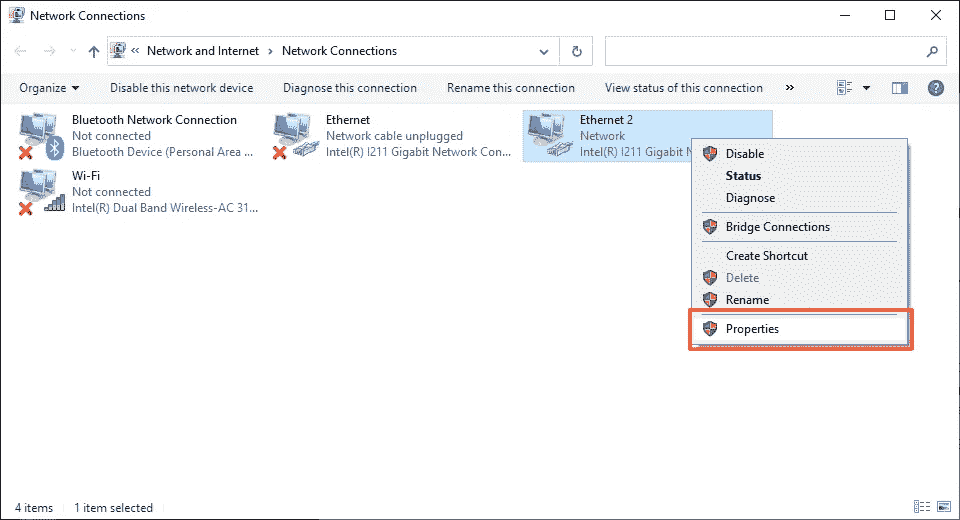 Network Connections
« Network and Internet > Network Connections
Organize Disable this network device Diagnose this connection Rename this connection View status of this connection »
Bluetooth Network Connection
Not connected
Bluetooth Device (Personal Area ...
Ethernet
Network cable unplugged
Intel(R) I211 Gigabit Network Con...
Ethernet 2
Network
Intel(R) I211 Gigabit
Wi-Fi
Not connected
Intel(R) Dual Band Wireless-AC 31...
Disable
Status
Diagnose
Bridge Connections
Create Shortcut
Delete
Rename
Properties
4 items 1 item selected